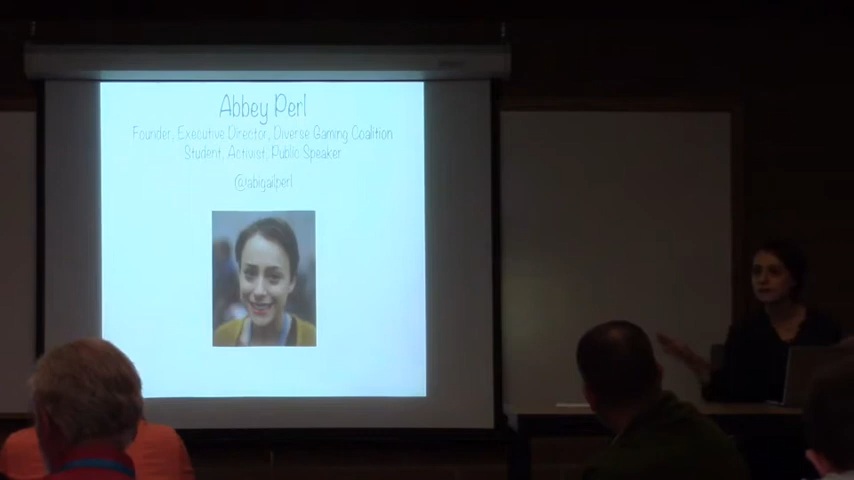 Abbey Perl
Founder, Executive Director, Diverse Gaming Coalition
Student, Activist, Public Speaker
@abigailperl